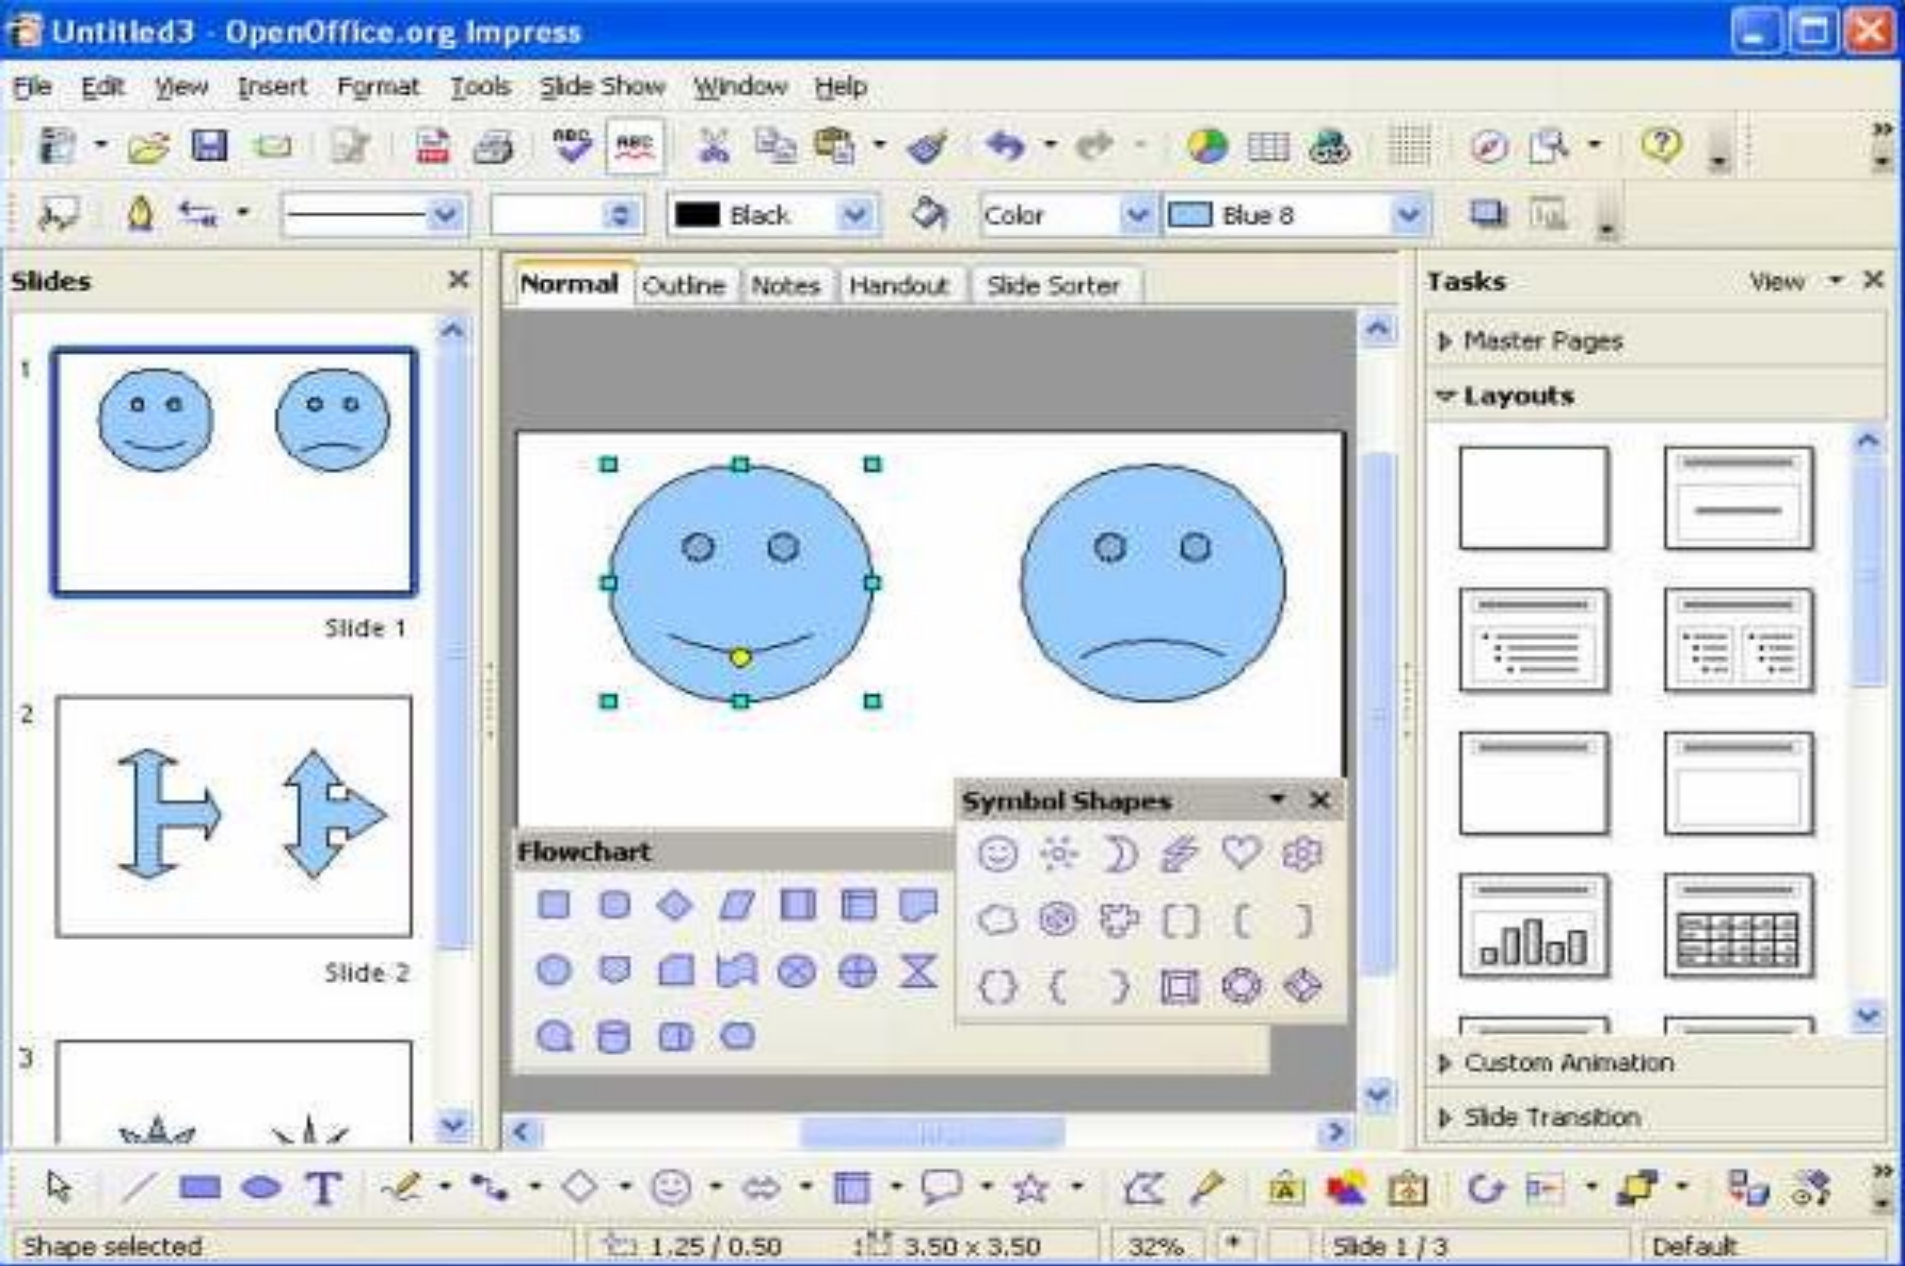 Untitled3 - OpenOffice.org Impress
File Edit View Insert Format Tools Slide Show Window Help
ABC ABC
Black Color Blue 8
Slides
Normal Outline Notes Handout Slide Sorter
Tasks View
Master Pages
Layouts
1
Slide 1
2
Slide 2
3
Symbol Shapes
Flowchart
Custom Animation
Slide Transition
T
A
Shape selected 1.25 / 0.50 3.50 x 3.50 32% * Slide 1 / 3 Default